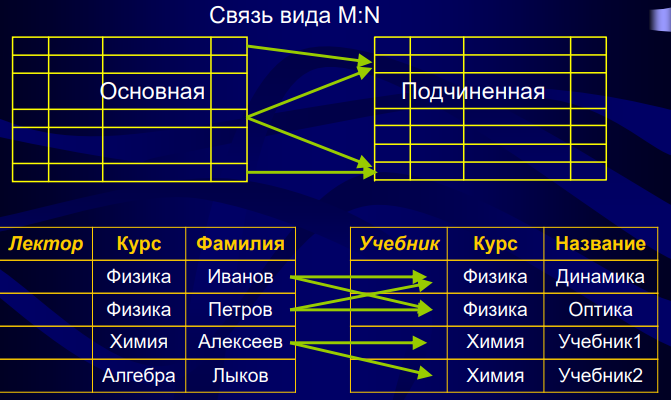 Связь вида M:N
Основная Подчиненная
Лектор Курс Фамилия Учебник Курс Название
Физика Иванов Физика Динамика
Физика Петров Физика Оптика
Химия Алексеев Химия Учебник1
Алгебра Лыков Химия Учебник2